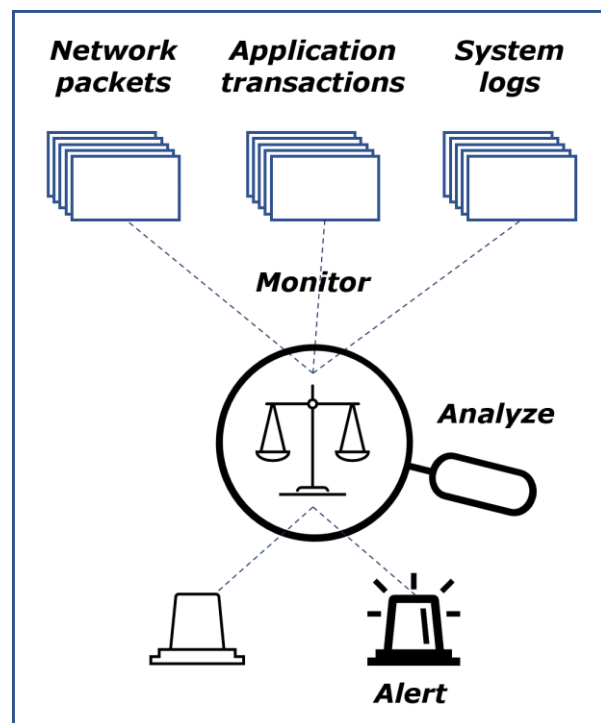 Network
packets
Application
transactions
System
logs
Monitor
Analyze
Alert